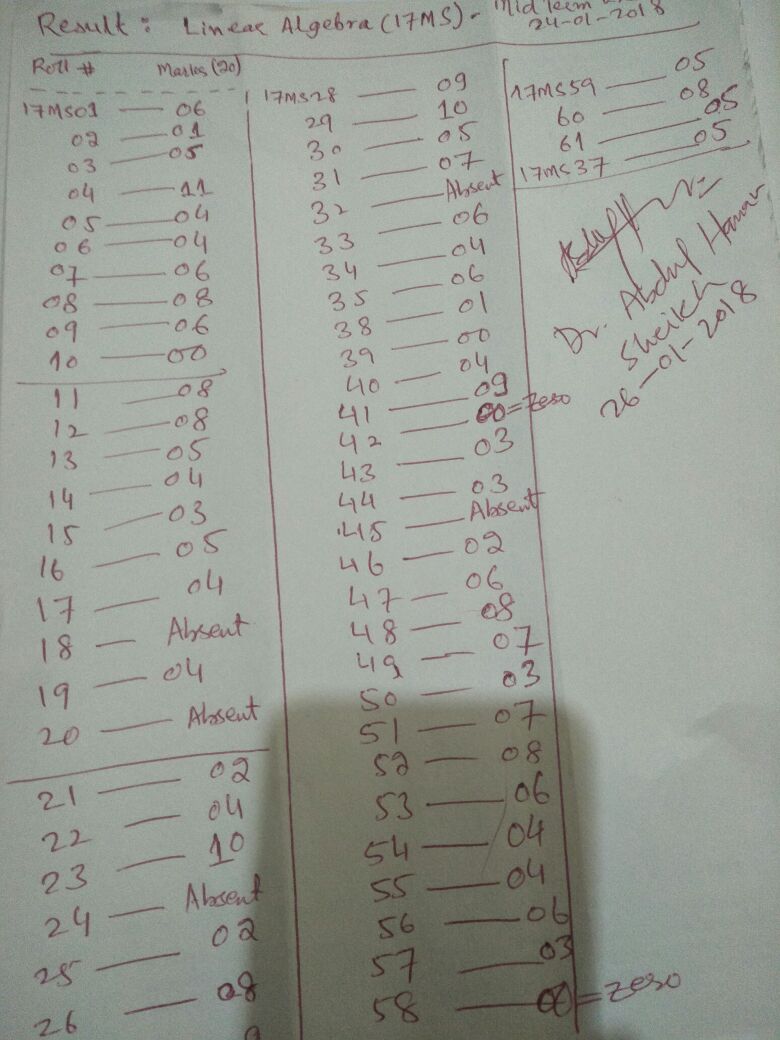 Result: Linear Algebra (17MS) - Mid Term
24-01-2018
Roll # Marks (20)
17MS01 — 06
02 — 01
03 — 05
04 — 11
05 — 04
06 — 04
07 — 06
08 — 08
09 — 06
10 — 00
11 — 08
12 — 08
13 — 05
14 — 04
15 — 03
16 — 05
17 — 04
18 — Absent
19 — 04
20 — Absent
21 — 02
22 — 04
23 — 10
24 — Absent
25 — 02
26 — 08
17MS28 — 09
29 — 10
30 — 05
31 — 07
32 — Absent
33 — 06
34 — 04
35 — 06
38 — 01
39 — 00
40 — 04
41 — 09
42 — 00 = Zero
43 — 03
44 — 03
45 — Absent
46 — 02
47 — 06
48 — 08
49 — 07
50 — 03
51 — 07
52 — 08
53 — 06
54 — 04
55 — 04
56 — 06
57 — 03
58 — 00 = Zero
17MS59 — 05
60 — 08
61 — 05
17MS37 — 05
Dr. Abdul Hanan
Sheikh
26-01-2018